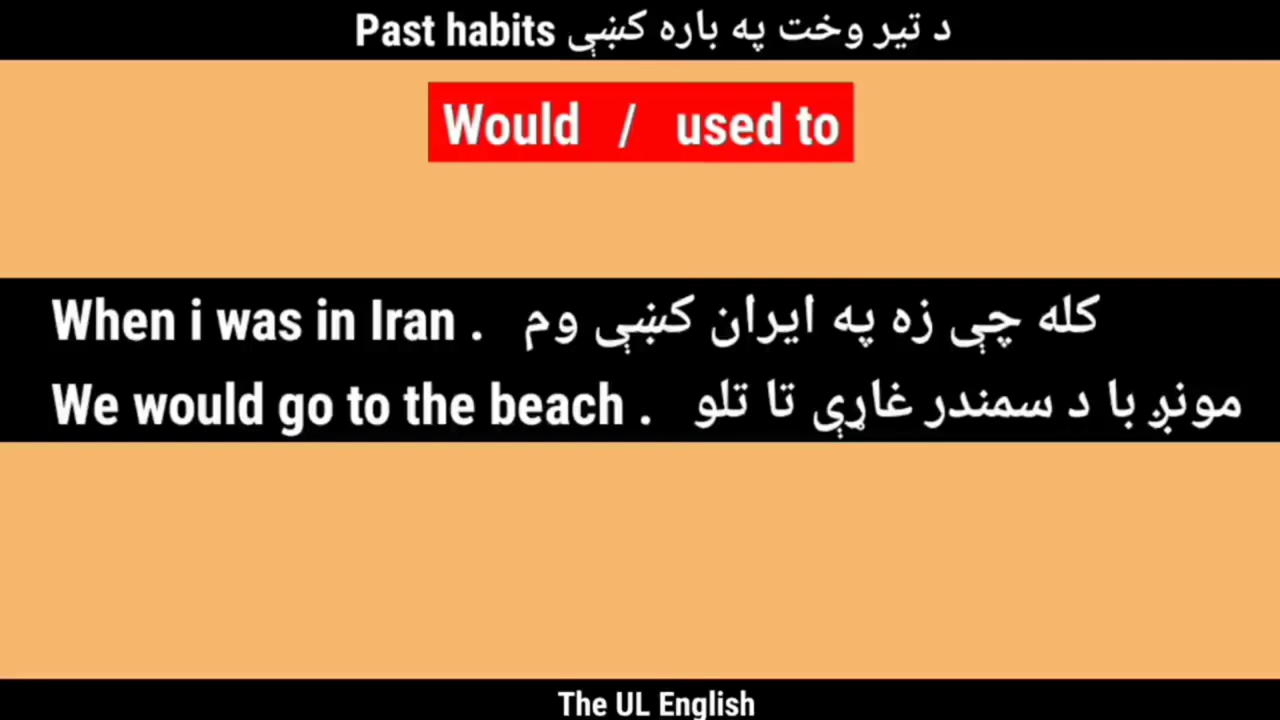 Past habits د تیر وخت په باره کښې
Would / used to
When i was in Iran . کله چې زه په ایران کښې وم
We would go to the beach . مونږ با د سمندر غاړې تا تلو
The UL English